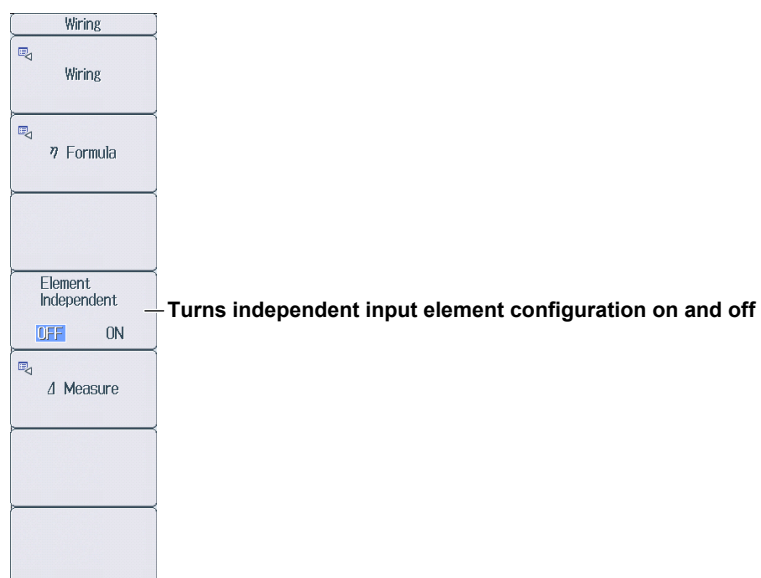 Wiring
Wiring
η Formula
Element
Independent
OFF ON
Turns independent input element configuration on and off
Δ Measure